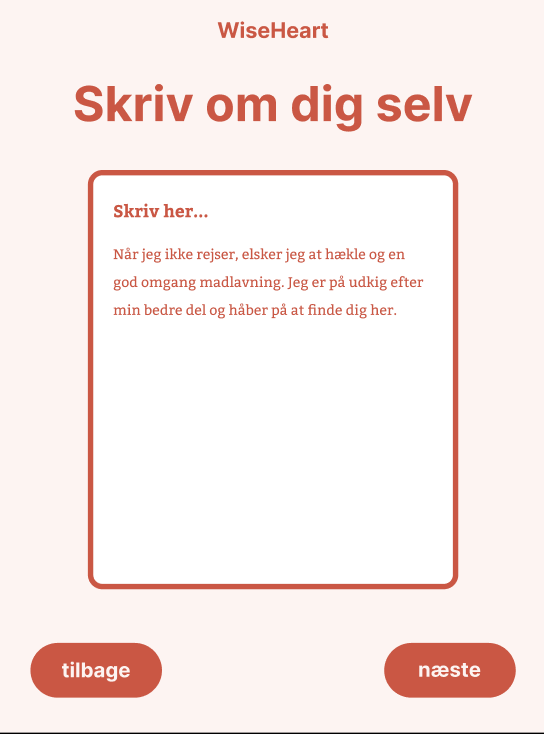 WiseHeart
Skriv om dig selv
Skriv her...
Når jeg ikke rejser, elsker jeg at hækle og en
god omgang madlavning. Jeg er på udkig efter
min bedre del og håber på at finde dig her.
tilbage
næste